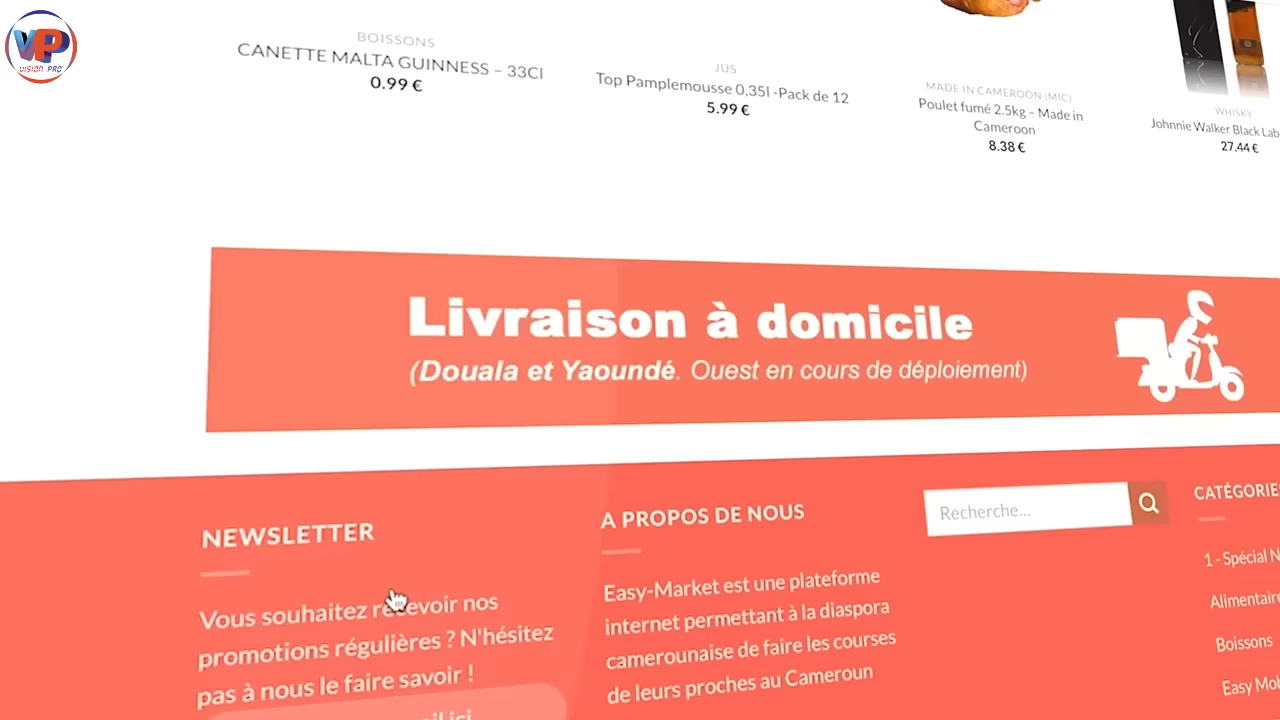 VP
VISION PRO
BOISSONS
CANETTE MALTA GUINNESS – 33Cl
0.99 €
JUS
Top Pamplemousse 0,35l -Pack de 12
5.99 €
MADE IN CAMEROON (MIC)
Poulet fumé 2.5kg – Made in
Cameroon
8.38 €
WHISKY
Johnnie Walker Black Lab
27.44 €
Livraison à domicile
(Douala et Yaoundé. Ouest en cours de déploiement)
NEWSLETTER
Vous souhaitez recevoir nos
promotions régulières ? N'hésitez
pas à nous le faire savoir !
ail ici
A PROPOS DE NOUS
Easy-Market est une plateforme
internet permettant à la diaspora
camerounaise de faire les courses
de leurs proches au Cameroun
Recherche...
CATÉGORIES
1 - Spécial N
Alimentaire
Boissons
Easy Mob